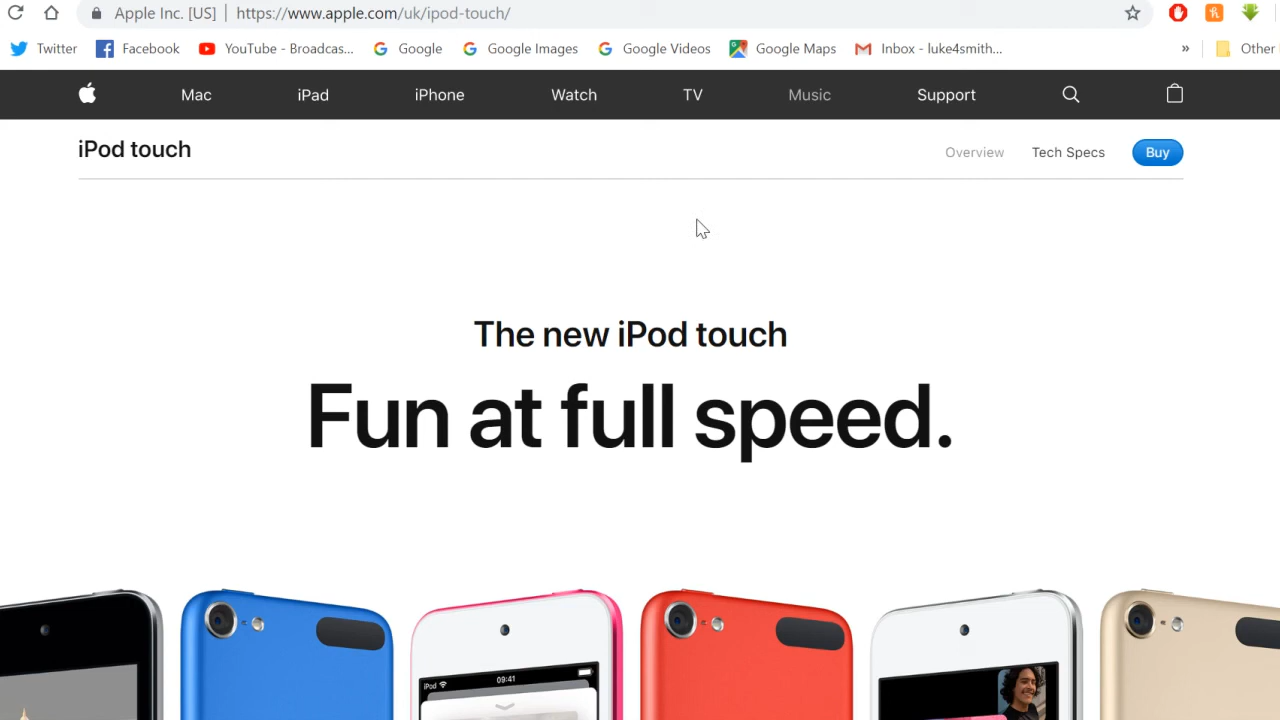 Apple Inc. [US] | https://www.apple.com/uk/ipod-touch/
Twitter Facebook YouTube - Broadcas... Google Google Images Google Videos Google Maps Inbox - luke4smith... » Other
Mac iPad iPhone Watch TV Music Support
iPod touch Overview Tech Specs Buy
The new iPod touch
Fun at full speed.
iPod 09:41